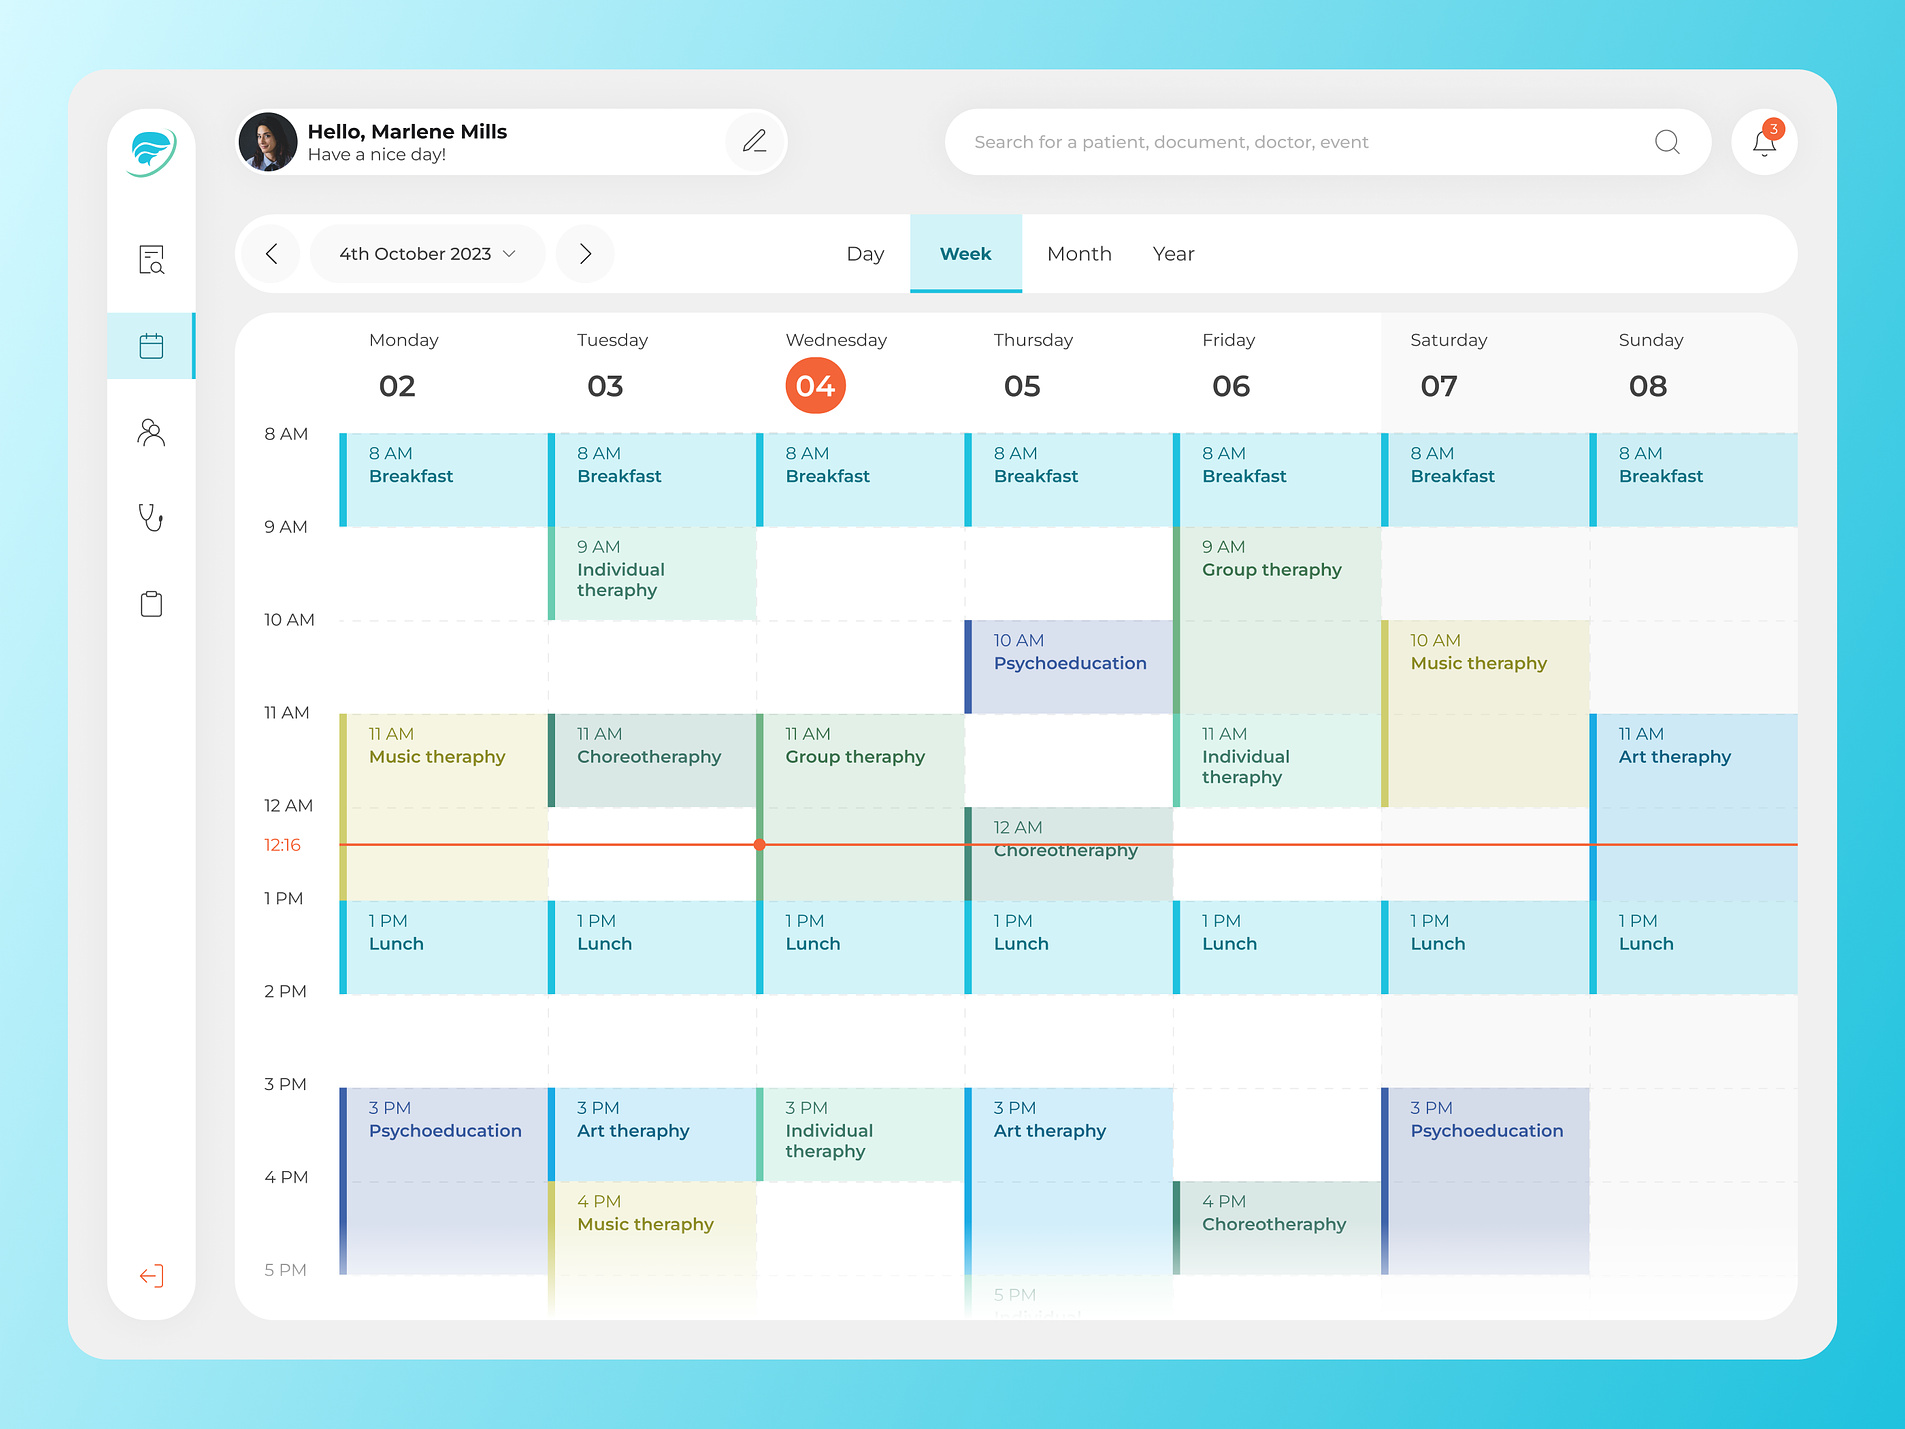 Hello, Marlene Mills
Have a nice day!
Search for a patient, document, doctor, event
3
4th October 2023
Day
Week
Month
Year
Monday
Tuesday
Wednesday
Thursday
Friday
Saturday
Sunday
02
03
04
05
06
07
08
8 AM
8 AM
Breakfast
8 AM
Breakfast
8 AM
Breakfast
8 AM
Breakfast
8 AM
Breakfast
8 AM
Breakfast
8 AM
Breakfast
9 AM
9 AM
Individual
theraphy
9 AM
Group theraphy
10 AM
10 AM
Psychoeducation
10 AM
Music theraphy
11 AM
11 AM
Music theraphy
11 AM
Choreotheraphy
11 AM
Group theraphy
11 AM
Individual
theraphy
11 AM
Art theraphy
12 AM
12 AM
Choreotheraphy
12:16
1 PM
1 PM
Lunch
1 PM
Lunch
1 PM
Lunch
1 PM
Lunch
1 PM
Lunch
1 PM
Lunch
1 PM
Lunch
2 PM
3 PM
3 PM
Psychoeducation
3 PM
Art theraphy
3 PM
Individual
theraphy
3 PM
Art theraphy
3 PM
Psychoeducation
4 PM
4 PM
Music theraphy
4 PM
Choreotheraphy
5 PM
5 PM
Individual